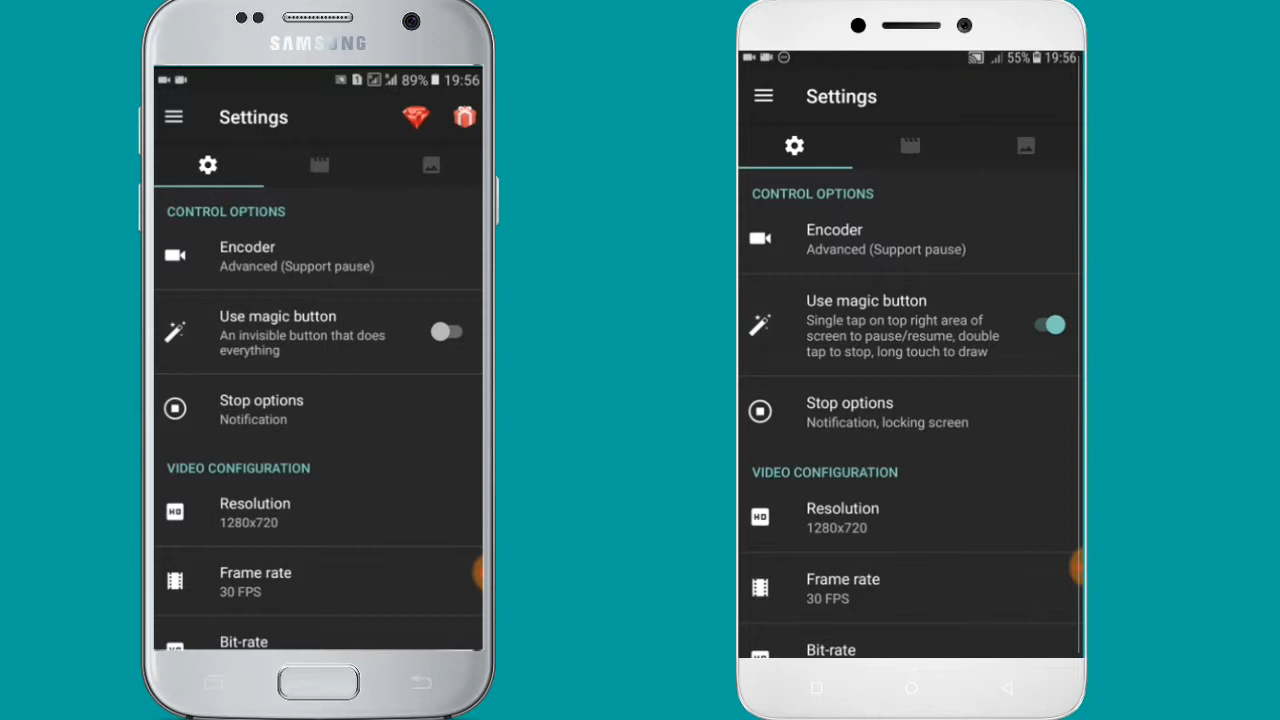 SAMSUNG
89% 19:56
Settings
CONTROL OPTIONS
Encoder
Advanced (Support pause)
Use magic button
An invisible button that does
everything
Stop options
Notification
VIDEO CONFIGURATION
HD
Resolution
1280x720
Frame rate
30 FPS
Bit-rate
55% 19:56
Settings
CONTROL OPTIONS
Encoder
Advanced (Support pause)
Use magic button
Single tap on top right area of
screen to pause/resume, double
tap to stop, long touch to draw
Stop options
Notification, locking screen
VIDEO CONFIGURATION
HD
Resolution
1280x720
Frame rate
30 FPS
Bit-rate